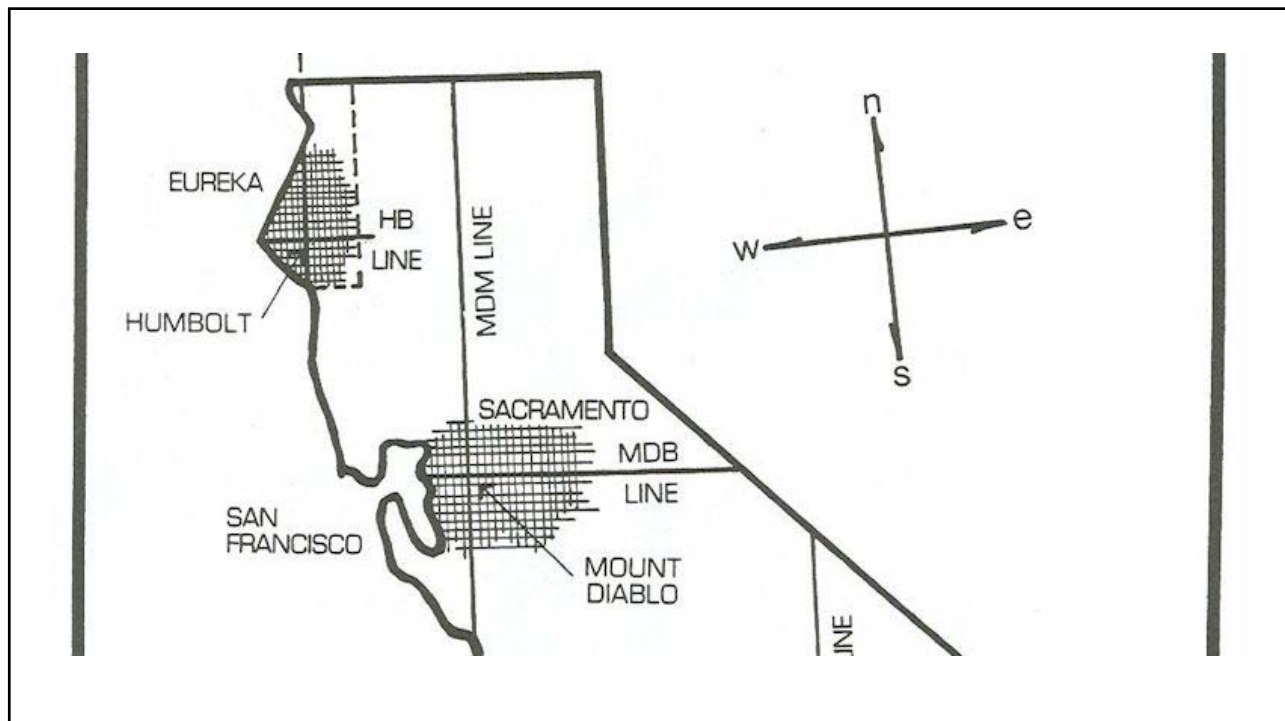 n
EUREKA
HB
LINE
MDM LINE
w
e
s
HUMBOLT
SACRAMENTO
MDB
LINE
SAN
FRANCISCO
MOUNT
DIABLO